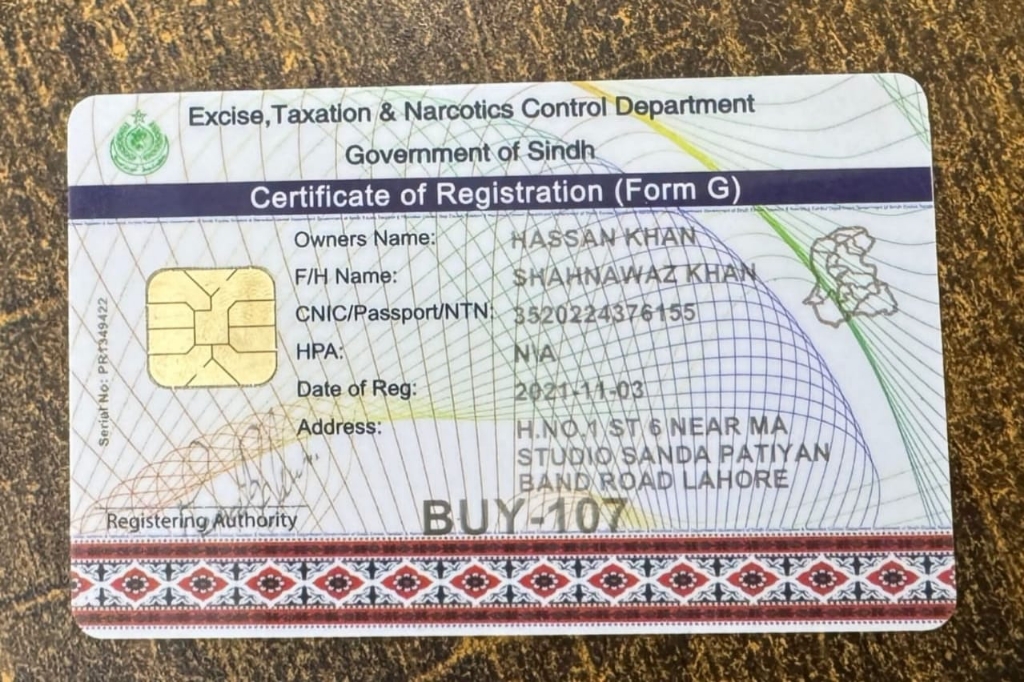 Excise,Taxation & Narcotics Control Department
Government of Sindh
Certificate of Registration (Form G)
Owners Name: HASSAN KHAN
F/H Name: SHAHNAWAZ KHAN
CNIC/Passport/NTN: 3520224376155
HPA: N\A
Date of Reg: 2021-11-03
Address: H.NO.1 ST 6 NEAR MA
STUDIO SANDA PATIYAN
BAND ROAD LAHORE
Serial No: PR1349422
Registering Authority
BUY-107